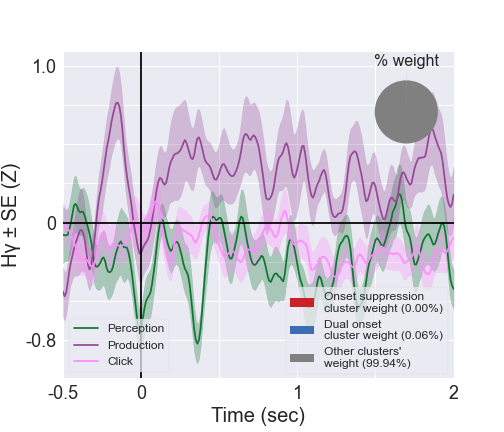 % weight
1.0
0
-0.8
Hγ ± SE (Z)
Perception
Production
Click
Onset suppression
cluster weight (0.00%)
Dual onset
cluster weight (0.06%)
Other clusters'
weight (99.94%)
-0.5
0
1
2
Time (sec)